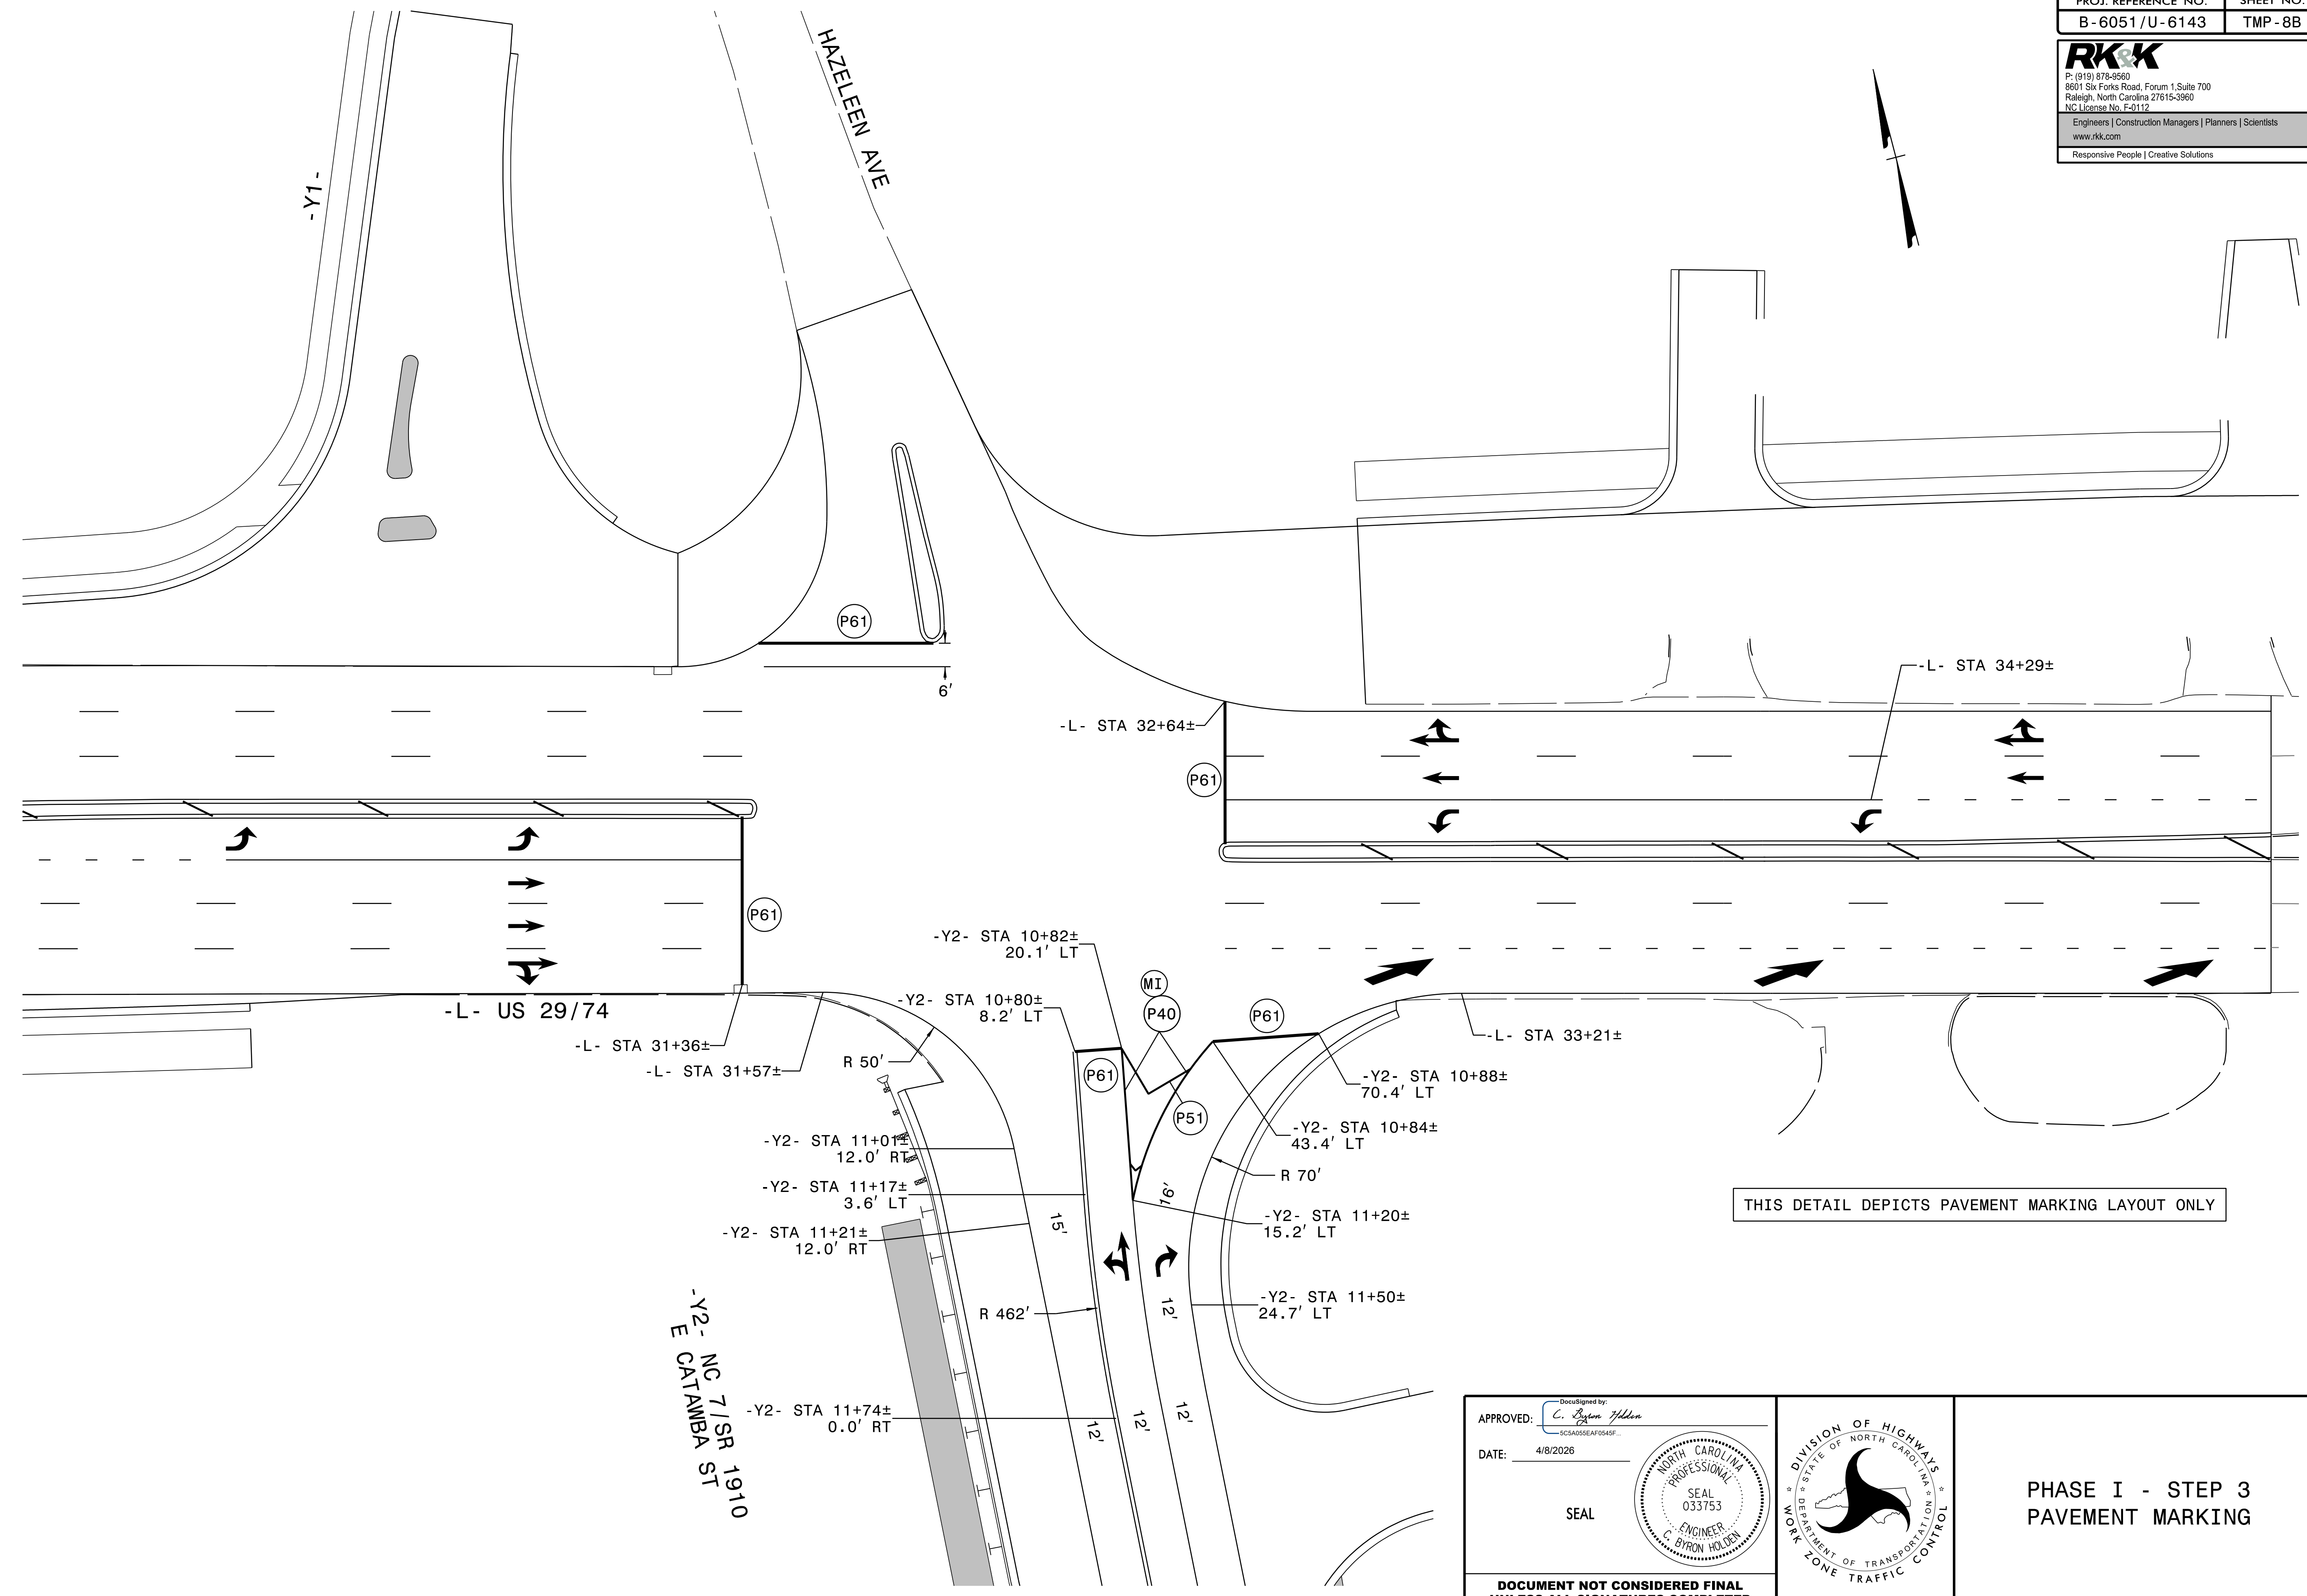 PROJ. REFERENCE NO.
SHEET NO.
B-6051/U-6143
TMP-8B
RK&K
P: (919) 878-9560
8601 Six Forks Road, Forum 1,Suite 700
Raleigh, North Carolina 27615-3960
NC License No. F-0112
Engineers | Construction Managers | Planners | Scientists
www.rkk.com
Responsive People | Creative Solutions
HAZELEEN AVE
-Y1-
P61
6'
-L- STA 34+29±
-L- STA 32+64±
P61
P61
-L- US 29/74
-L- STA 31+36±
-L- STA 31+57±
-Y2- STA 10+82±
20.1' LT
-Y2- STA 10+80±
8.2' LT
MI
P40
P61
-L- STA 33+21±
R 50'
P61
P51
-Y2- STA 10+88±
70.4' LT
-Y2- STA 10+84±
43.4' LT
R 70'
-Y2- STA 11+01±
12.0' RT
-Y2- STA 11+17±
3.6' LT
16'
15'
-Y2- STA 11+20±
15.2' LT
-Y2- STA 11+21±
12.0' RT
THIS DETAIL DEPICTS PAVEMENT MARKING LAYOUT ONLY
R 462'
12'
-Y2- STA 11+50±
24.7' LT
-Y2- NC 7/SR 1910
E CATAWBA ST
-Y2- STA 11+74±
0.0' RT
12'
12'
12'
APPROVED:
DocuSigned by:
C. Byron Holden
5C5A055EAF0545F...
DATE:
4/8/2026
SEAL
NORTH CAROLINA
PROFESSIONAL
SEAL
033753
ENGINEER
C. BYRON HOLDEN
DOCUMENT NOT CONSIDERED FINAL
UNLESS ALL SIGNATURES COMPLETED
DIVISION OF HIGHWAYS
STATE OF NORTH CAROLINA
DEPARTMENT OF TRANSPORTATION
WORK ZONE TRAFFIC CONTROL
PHASE I - STEP 3
PAVEMENT MARKING